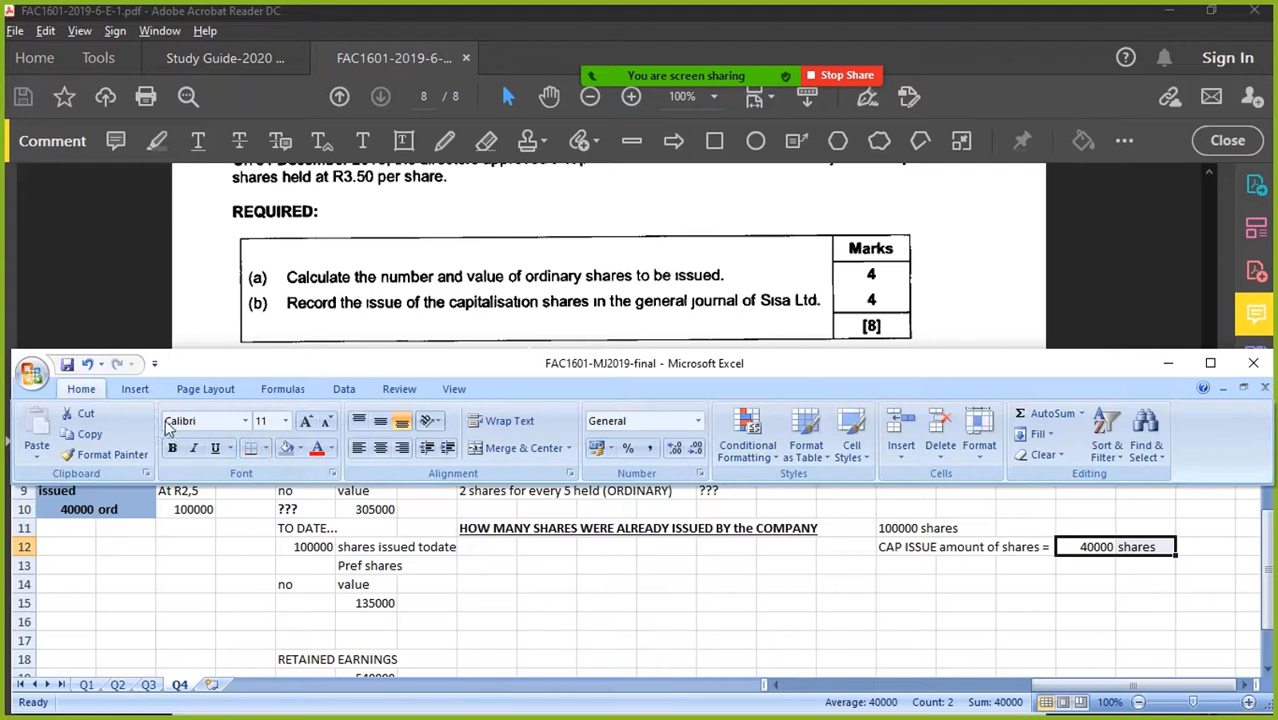 FAC1601-2019-6-E-1.pdf - Adobe Acrobat Reader DC
File Edit View Sign Window Help
Home Tools Study Guide-2020 ... FAC1601-2019-6-... ×
Sign In
You are screen sharing Stop Share
8 / 8 100%
Comment Close
shares held at R3.50 per share.
REQUIRED:
Marks
(a) Calculate the number and value of ordinary shares to be issued. 4
(b) Record the issue of the capitalisation shares in the general journal of Sisa Ltd. 4
[8]
FAC1601-MJ2019-final - Microsoft Excel
Home Insert Page Layout Formulas Data Review View
Paste Cut Copy Format Painter
Calibri 11
B I U
Wrap Text
Merge & Center
General
% ,
Conditional Formatting Format as Table Cell Styles
Insert Delete Format
AutoSum Fill Clear
Sort & Filter Find & Select
Clipboard Font Alignment Number Styles Cells Editing
9 issued At R2,5 no value 2 shares for every 5 held (ORDINARY) ???
10 40000 ord 100000 ??? 305000
11 TO DATE... HOW MANY SHARES WERE ALREADY ISSUED BY the COMPANY 100000 shares
12 100000 shares issued todate CAP ISSUE amount of shares = 40000 shares
13 Pref shares
14 no value
15 135000
16
17
18 RETAINED EARNINGS
Q1 Q2 Q3 Q4
Ready Average: 40000 Count: 2 Sum: 40000 100%